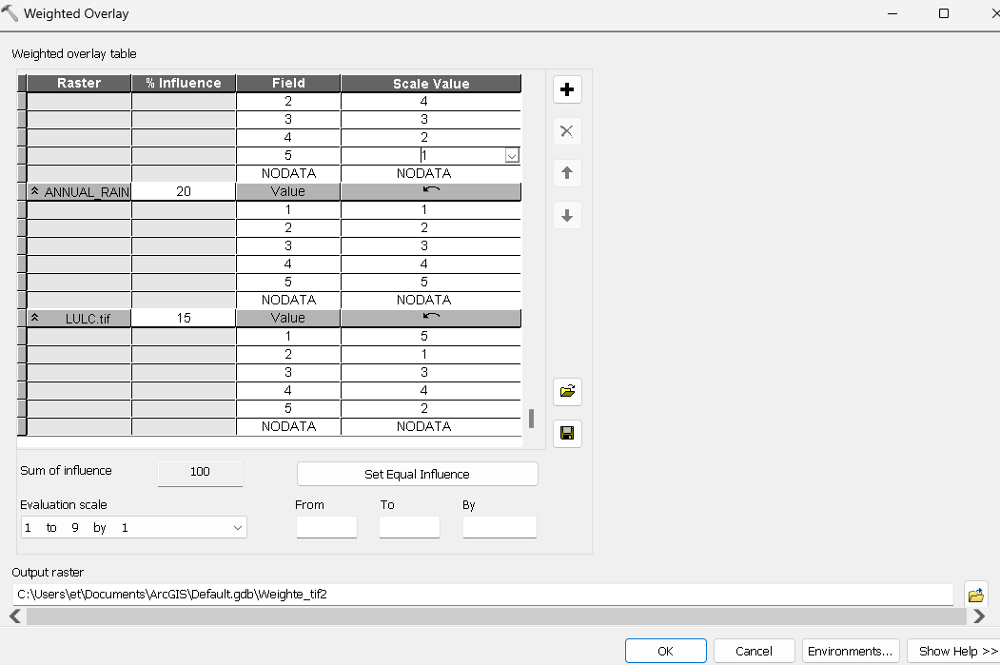 Weighted Overlay
Weighted overlay table
Raster % Influence Field Scale Value
2 4
3 3
4 2
5 1
NODATA NODATA
ANNUAL_RAIN 20 Value
1 1
2 2
3 3
4 4
5 5
NODATA NODATA
LULC.tif 15 Value
1 5
2 1
3 3
4 4
5 2
NODATA NODATA
Sum of influence 100 Set Equal Influence
Evaluation scale From To By
1 to 9 by 1
Output raster
C:\Users\et\Documents\ArcGIS\Default.gdb\Weighte_tif2
OK Cancel Environments... Show Help >>